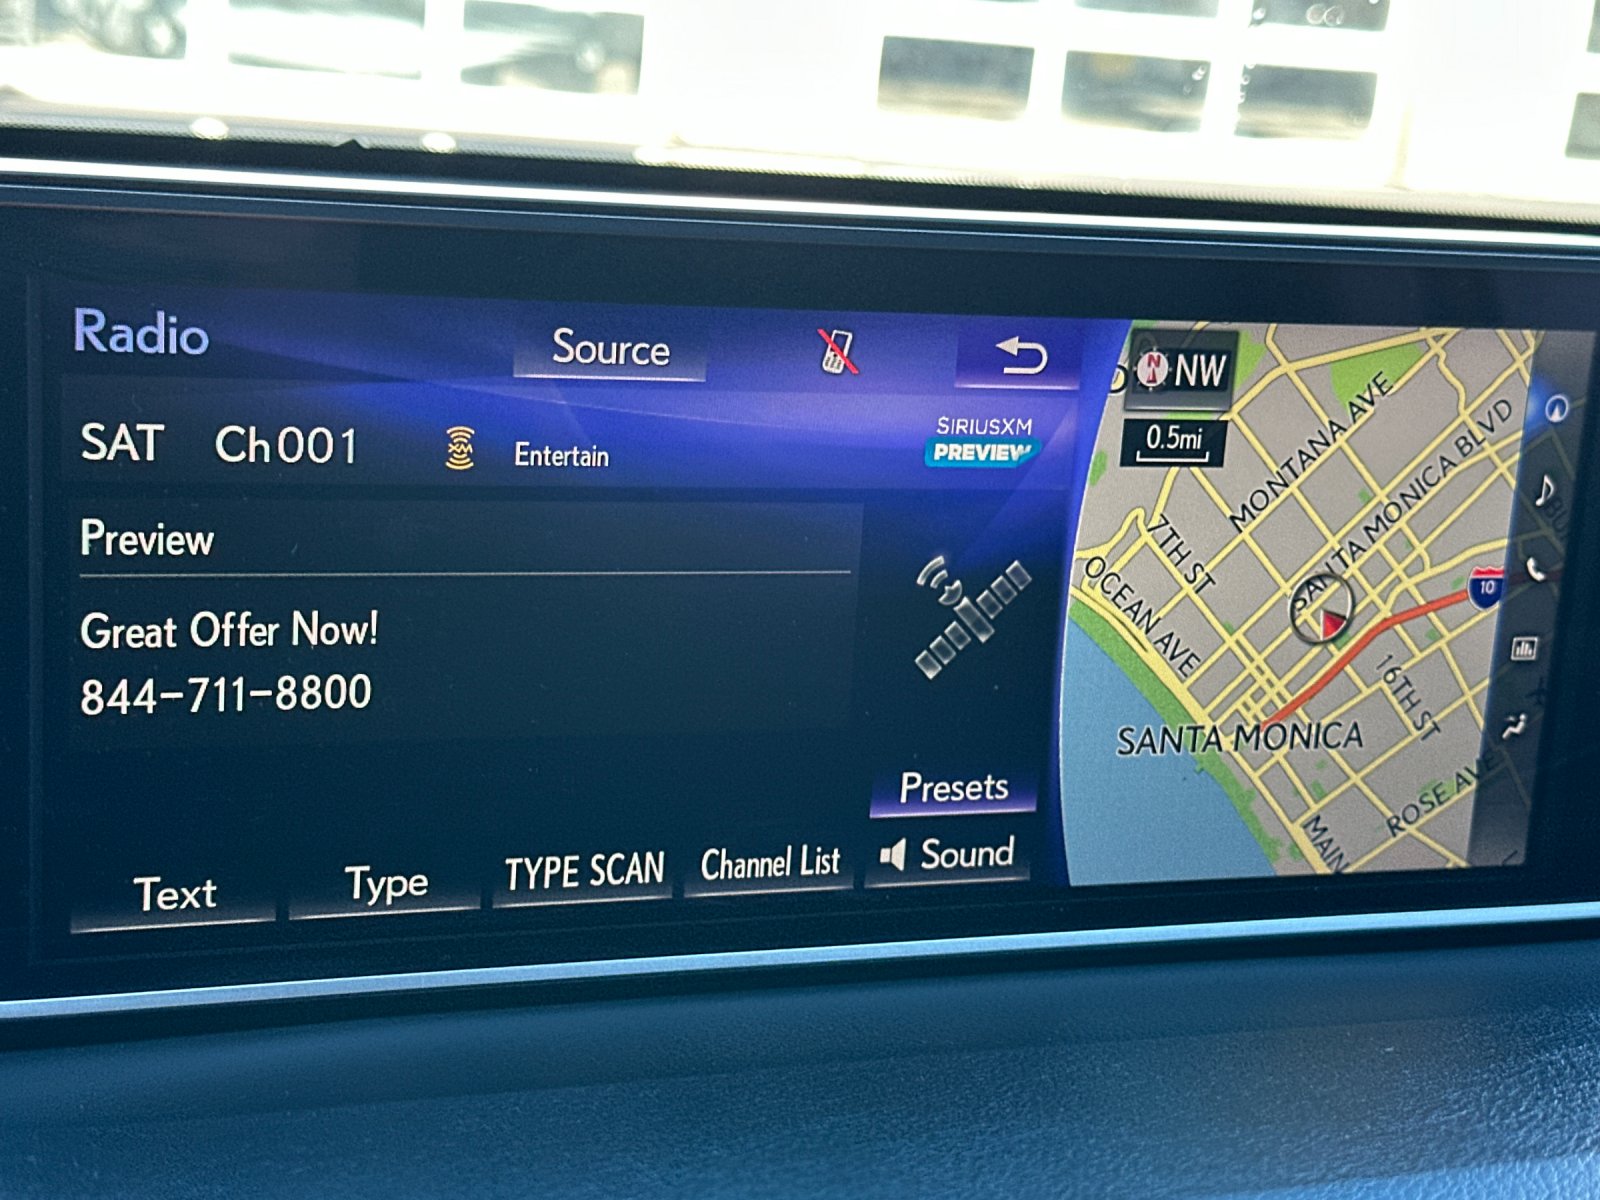 Radio
Source
SAT Ch001
XM
Entertain
SIRIUSXM
PREVIEW
Preview
Great Offer Now!
844-711-8800
Presets
Sound
Text
Type
TYPE SCAN
Channel List
N NW
0.5mi
MONTANA AVE
SANTA MONICA BLVD
7TH ST
OCEAN AVE
10
16TH ST
SANTA MONICA
ROSE AVE
MAIN